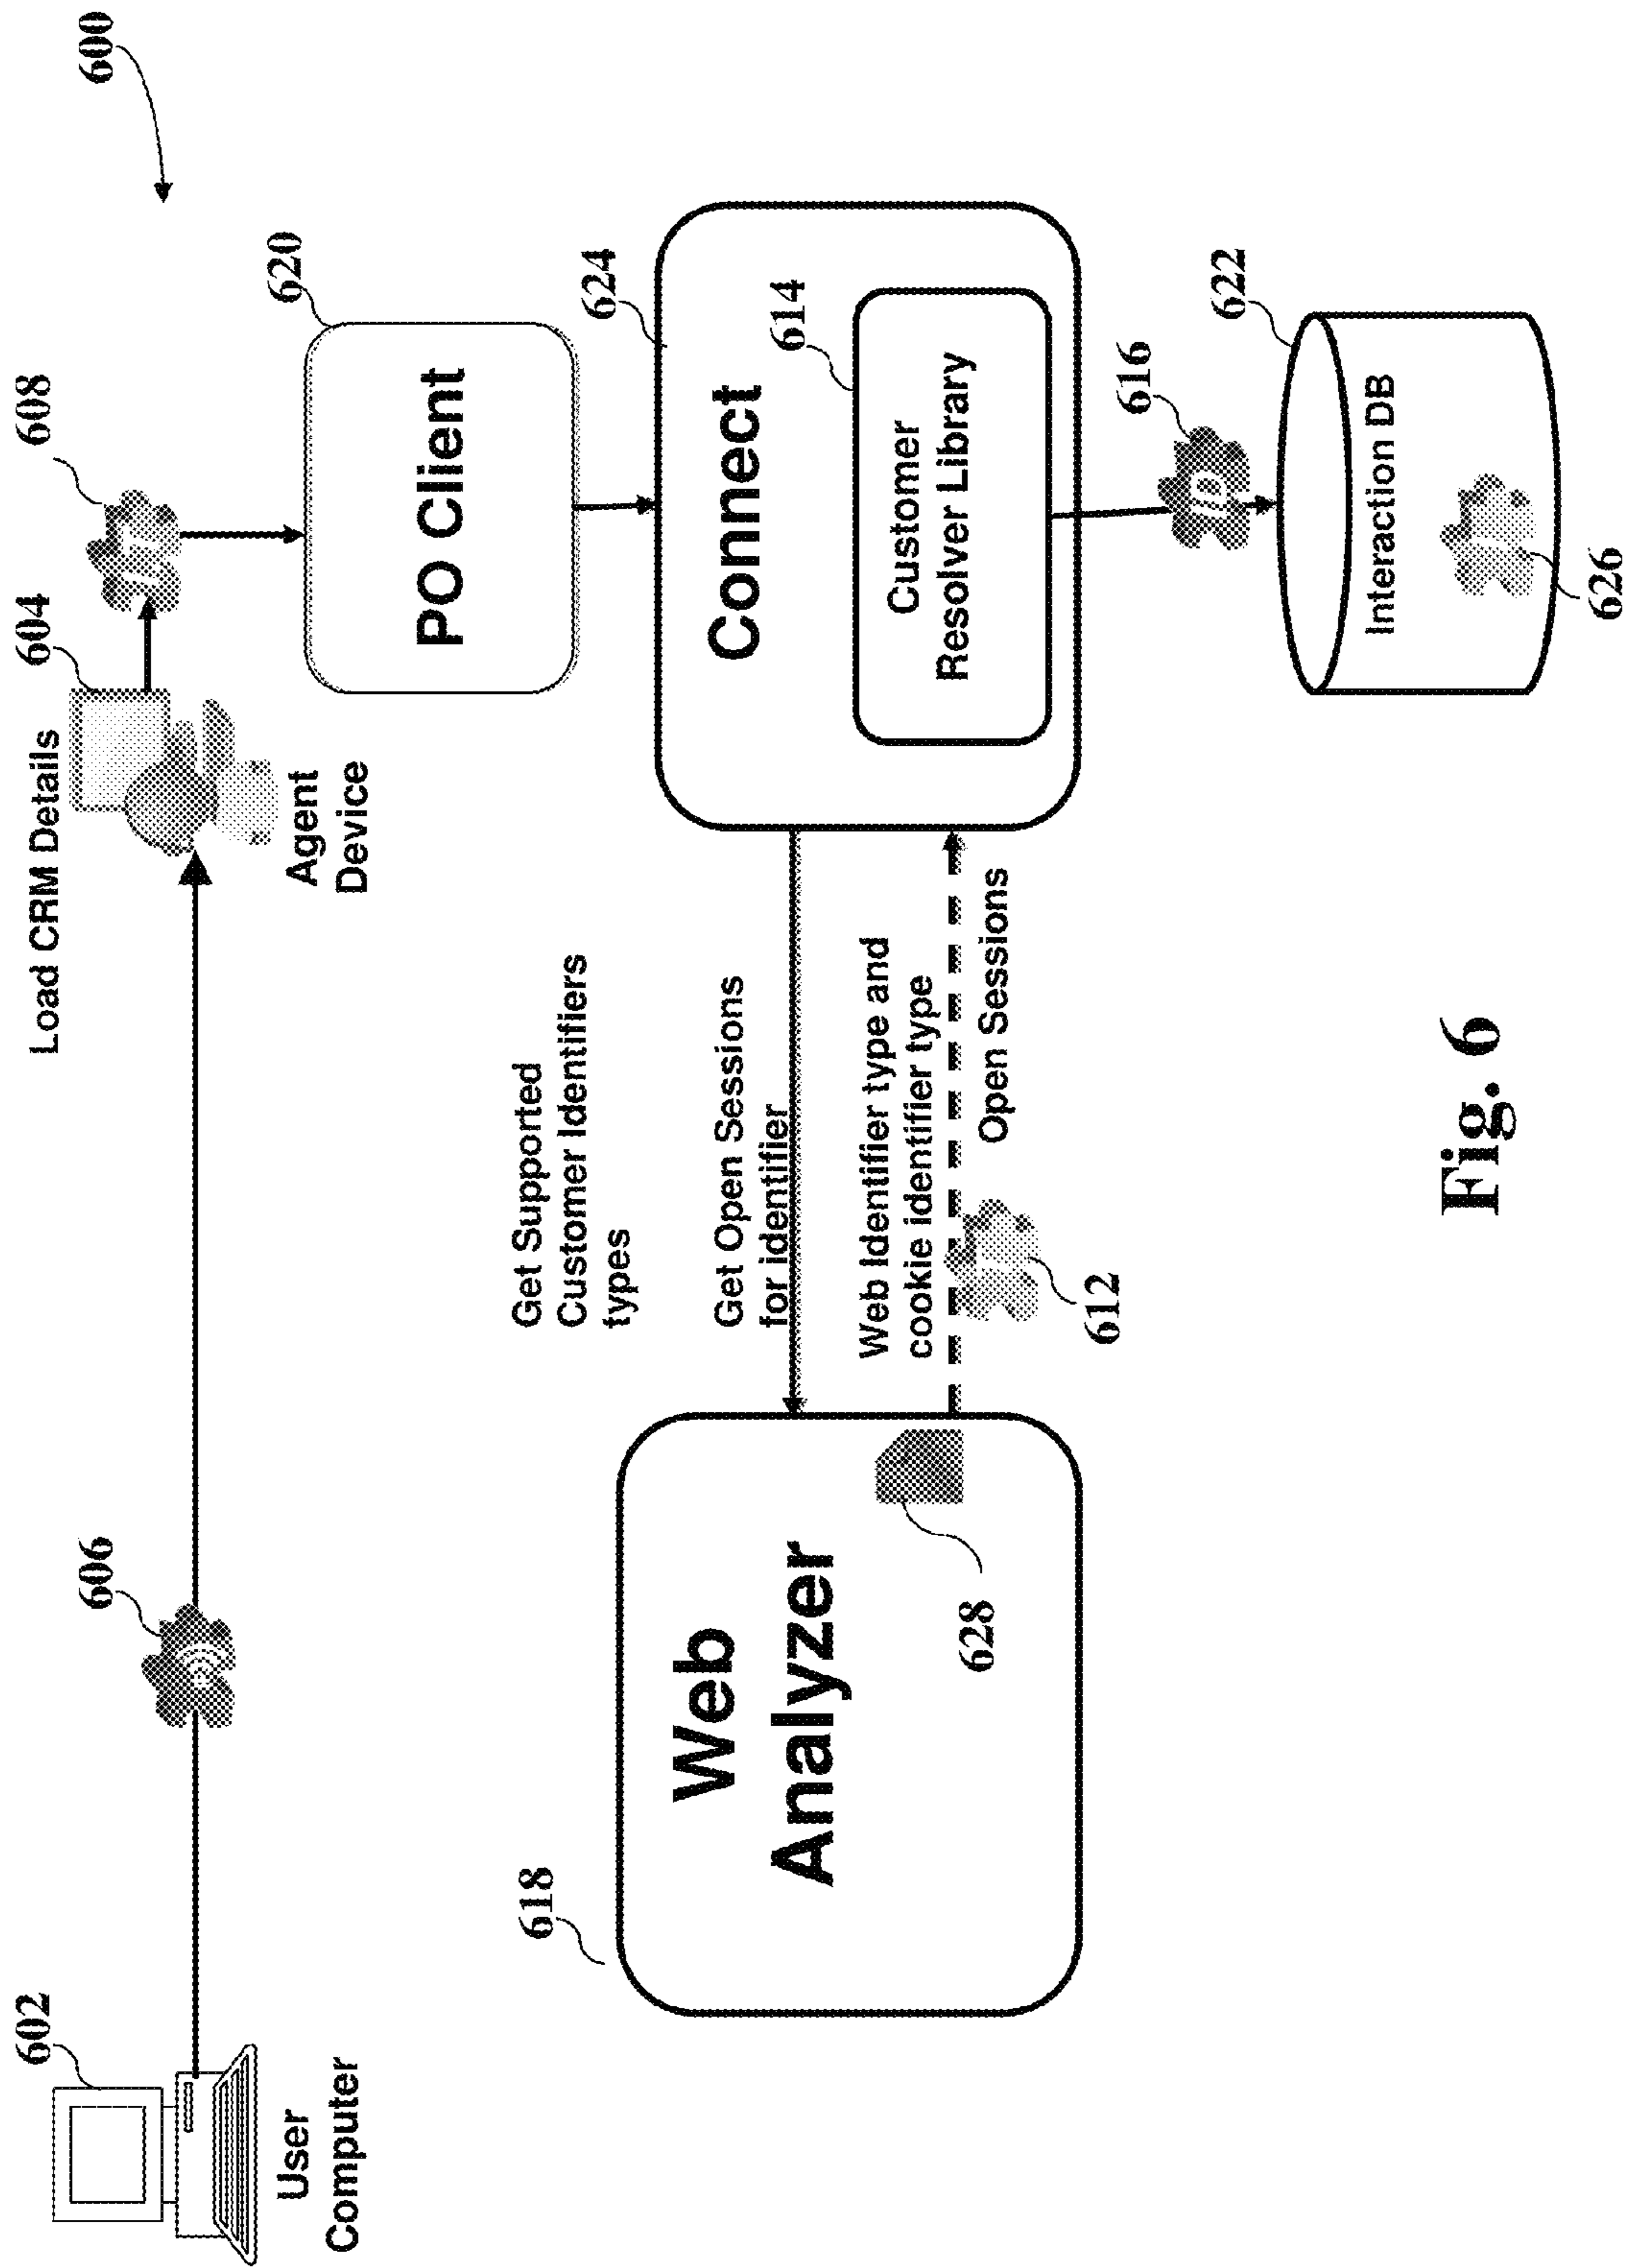 600
602
User
Computer
606
Load CRM Details
604
Agent
Device
608
620
PO Client
624
Connect
614
Customer
Resolver Library
616
ID
622
Interaction DB
626
Get Supported
Customer Identifiers
types
Get Open Sessions
for identifier
Web Identifier type and
cookie identifier type
Open Sessions
612
618
Web
Analyzer
628
Fig. 6